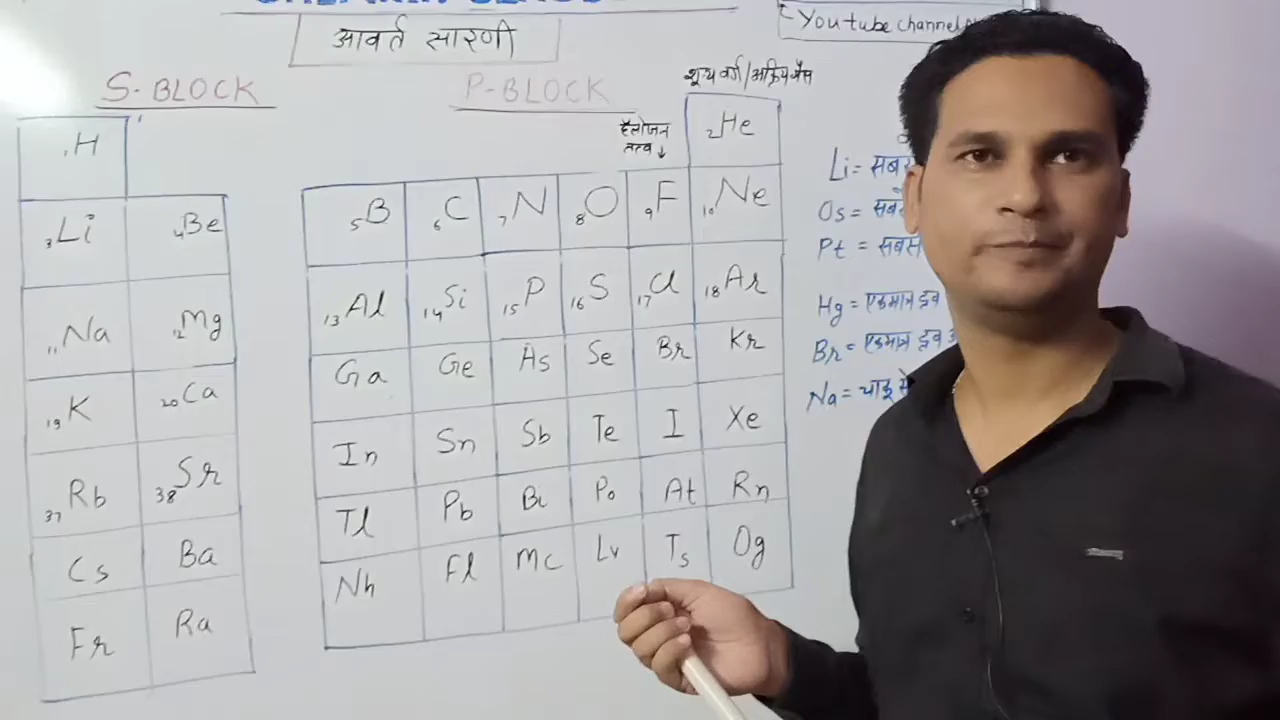 आवर्त सारणी
Youtube channel
S-BLOCK
P-BLOCK
शून्य वर्ग/अक्रिय गैस
हैलोजन
तत्व↓
1H
2He
3Li 4Be
5B 6C 7N 8O 9F 10Ne
11Na 12Mg
13Al 14Si 15P 16S 17Cl 18Ar
19K 20Ca
Ga Ge As Se Br Kr
37Rb 38Sr
In Sn Sb Te I Xe
Cs Ba
Tl Pb Bi Po At Rn
Fr Ra
Nh Fl Mc Lv Ts Og
Li=
Os=
Pt =
Hg= एकमात्र द्रव
Br= एकमात्र द्रव
Na= चाकू से